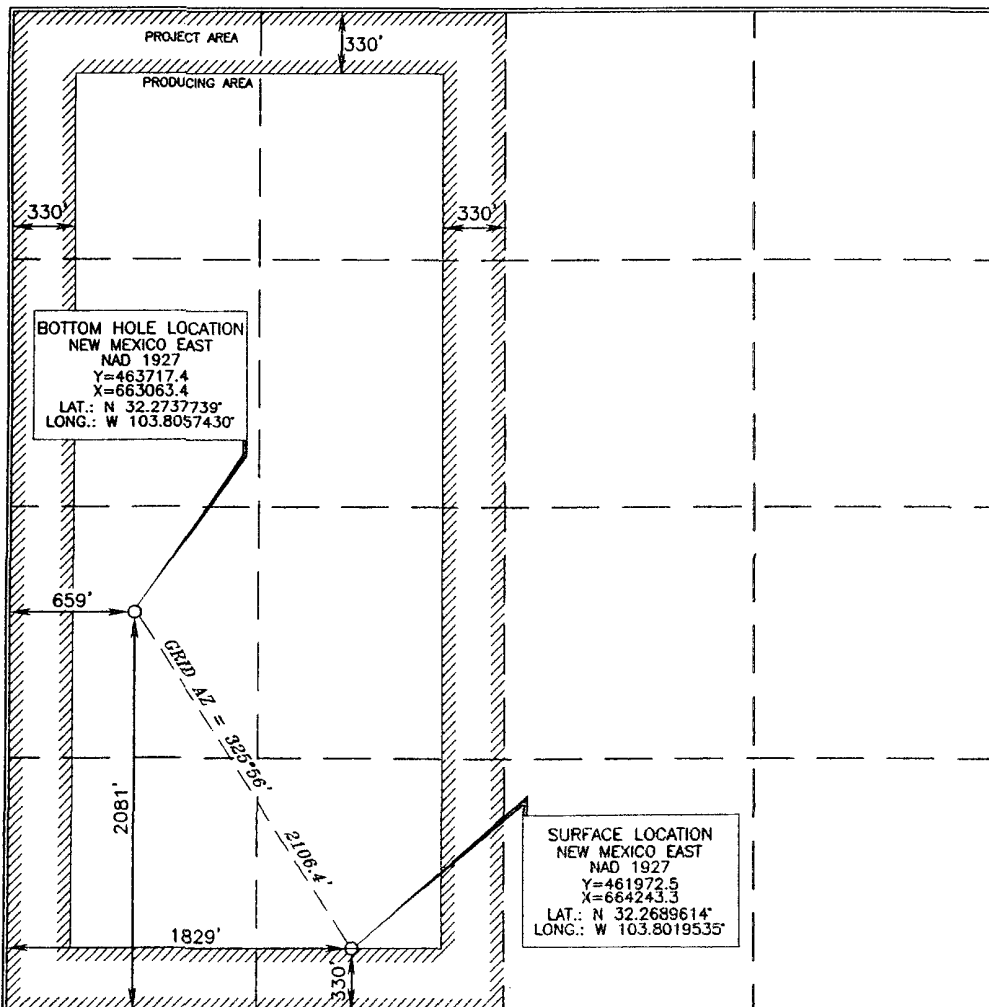 PROJECT AREA
330'
PRODUCING AREA
330'
330'
BOTTOM HOLE LOCATION
NEW MEXICO EAST
NAD 1927
Y=463717.4
X=663063.4
LAT.: N 32.2737739°
LONG.: W 103.8057430°
659'
GRID AZ = 325°56'
2106.4'
2081'
SURFACE LOCATION
NEW MEXICO EAST
NAD 1927
Y=461972.5
X=664243.3
LAT.: N 32.2689614°
LONG.: W 103.8019535°
1829'
330'